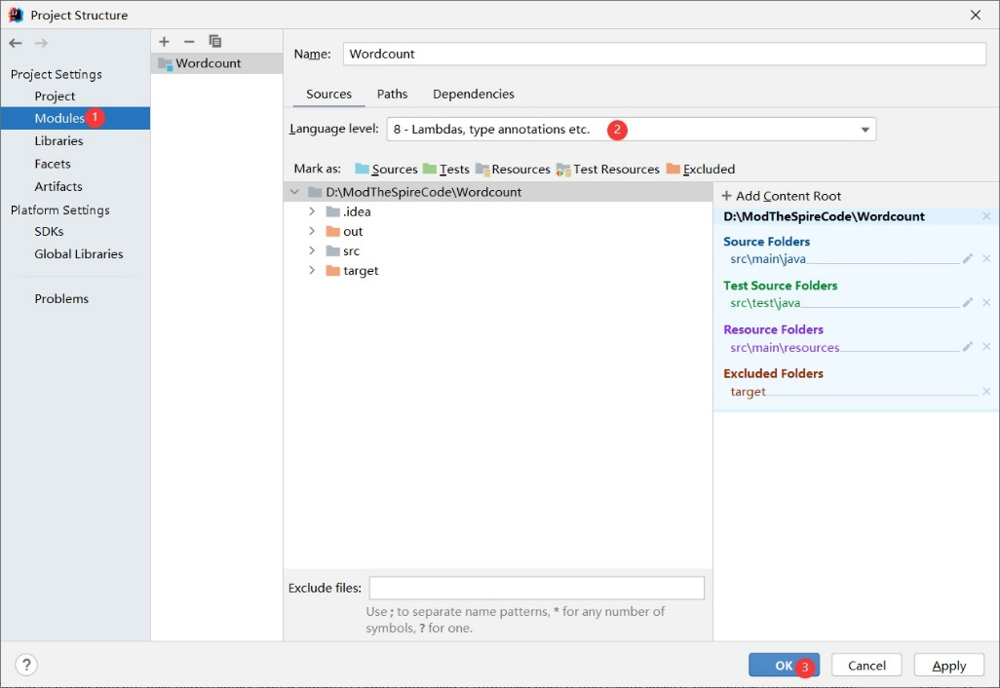 Project Structure
Project Settings
Project
Modules 1
Libraries
Facets
Artifacts
Platform Settings
SDKs
Global Libraries
Problems
Wordcount
Name: Wordcount
Sources Paths Dependencies
Language level: 8 - Lambdas, type annotations etc. 2
Mark as: Sources Tests Resources Test Resources Excluded
D:\ModTheSpireCode\Wordcount
.idea
out
src
target
+ Add Content Root
D:\ModTheSpireCode\Wordcount
Source Folders
src\main\java
Test Source Folders
src\test\java
Resource Folders
src\main\resources
Excluded Folders
target
Exclude files:
Use ; to separate name patterns, * for any number of
symbols, ? for one.
?
OK 3 Cancel Apply